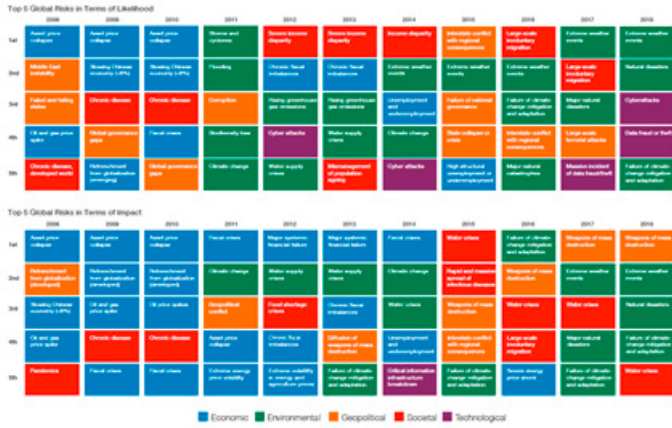 Top 5 Global Risks in Terms of Likelihood
2008 2009 2010 2011 2012 2013 2014 2015 2016 2017 2018
1st
Asset price collapse
Asset price collapse
Asset price collapse
Storms and cyclones
Severe income disparity
Severe income disparity
Income disparity
Interstate conflict with regional consequences
Large-scale involuntary migration
Extreme weather events
Extreme weather events
2nd
Middle East instability
Slowing Chinese economy (<6%)
Slowing Chinese economy (<6%)
Flooding
Chronic fiscal imbalances
Chronic fiscal imbalances
Extreme weather events
Extreme weather events
Extreme weather events
Large-scale involuntary migration
Natural disasters
3rd
Failed and failing states
Chronic disease
Chronic disease
Corruption
Rising greenhouse gas emissions
Rising greenhouse gas emissions
Unemployment and underemployment
Failure of national governance
Failure of climate-change mitigation and adaptation
Major natural disasters
Cyberattacks
4th
Oil and gas price spike
Global governance gaps
Fiscal crises
Biodiversity loss
Cyber attacks
Water supply crises
Climate change
State collapse or crisis
Interstate conflict with regional consequences
Large-scale terrorist attacks
Data fraud or theft
5th
Chronic disease, developed world
Retrenchment from globalization (emerging)
Global governance gaps
Climate change
Water supply crises
Mismanagement of population ageing
Cyber attacks
High structural unemployment or underemployment
Major natural catastrophes
Massive incident of data fraud/theft
Failure of climate-change mitigation and adaptation
Top 5 Global Risks in Terms of Impact
2008 2009 2010 2011 2012 2013 2014 2015 2016 2017 2018
1st
Asset price collapse
Asset price collapse
Asset price collapse
Fiscal crises
Major systemic financial failure
Major systemic financial failure
Fiscal crises
Water crises
Failure of climate-change mitigation and adaptation
Weapons of mass destruction
Weapons of mass destruction
2nd
Retrenchment from globalization (developed)
Retrenchment from globalization (developed)
Retrenchment from globalization (developed)
Climate change
Water supply crises
Water supply crises
Climate change
Rapid and massive spread of infectious diseases
Weapons of mass destruction
Extreme weather events
Extreme weather events
3rd
Slowing Chinese economy (<6%)
Oil and gas price spike
Oil price spikes
Geopolitical conflict
Food shortage crises
Chronic fiscal imbalances
Water crises
Weapons of mass destruction
Water crises
Water crises
Natural disasters
4th
Oil and gas price spike
Chronic disease
Chronic disease
Asset price collapse
Chronic fiscal imbalances
Diffusion of weapons of mass destruction
Unemployment and underemployment
Interstate conflict with regional consequences
Large-scale involuntary migration
Major natural disasters
Failure of climate-change mitigation and adaptation
5th
Pandemics
Fiscal crises
Fiscal crises
Extreme energy price volatility
Extreme volatility in energy and agriculture prices
Failure of climate-change mitigation and adaptation
Critical information infrastructure breakdown
Failure of climate-change mitigation and adaptation
Severe energy price shock
Failure of climate-change mitigation and adaptation
Water crises
Economic Environmental Geopolitical Societal Technological